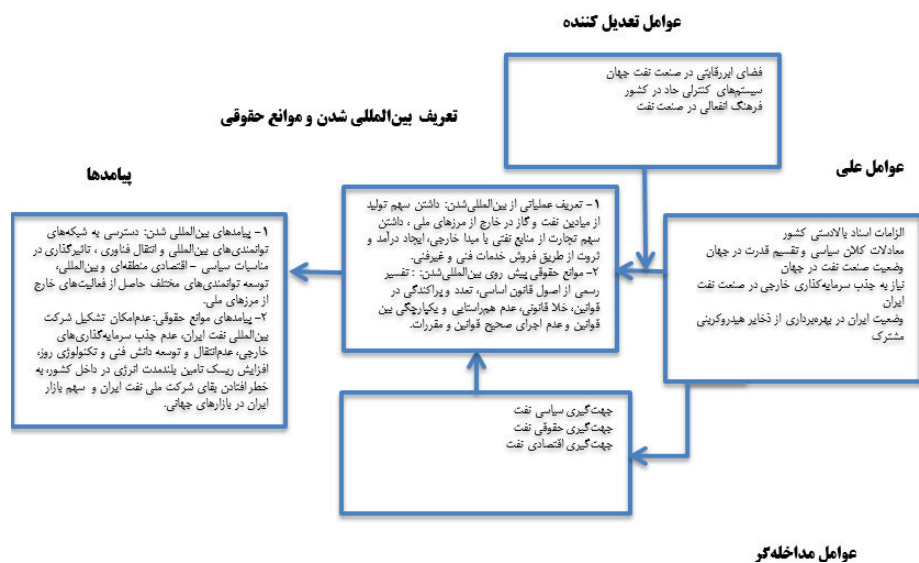 عوامل تعدیل کننده
فضای ابررقابتی در صنعت نفت جهان
سیستم‌های کنترلی حاد در کشور
فرهنگ انفعالی در صنعت نفت
عوامل علی
الزامات اسناد بالادستی کشور
معادلات کلان سیاسی و تقسیم قدرت در جهان
وضعیت صنعت نفت در جهان
نیاز به جذب سرمایه‌گذاری خارجی در صنعت نفت
ایران
وضعیت ایران در بهره‌برداری از ذخایر هیدروکربنی
مشترک
تعریف بین‌المللی شدن و موانع حقوقی
۱- تعریف عملیاتی از بین‌المللی‌شدن: داشتن سهم تولید
از میادین نفت و گاز در خارج از مرزهای ملی ، داشتن
سهم تجارت از منابع نفتی با مبدا خارجی، ایجاد درآمد و
ثروت از طریق فروش خدمات فنی و غیرفنی.
۲- موانع حقوقی پیش روی بین‌المللی‌شدن: : تفسیر
رسمی از اصول قانون اساسی، تعدد و پراکندگی در
قوانین، خلا قانونی، عدم هم‌راستایی و یکپارچگی بین
قوانین و عدم اجرای صحیح قوانین و مقررات.
پیامدها
۱- پیامدهای بین‌المللی شدن: دسترسی به شبکه‌های
توانمندی‌های بین‌المللی و انتقال فناوری ، تاثیرگذاری در
مناسبات سیاسی - اقتصادی منطقه‌ای و بین‌المللی،
توسعه توانمندی‌های مختلف حاصل از فعالیت‌های خارج
از مرزهای ملی.
۲- پیامدهای موانع حقوقی:عدم‌امکان تشکیل شرکت
بین‌المللی نفت ایران، عدم جذب سرمایه‌گذاری‌های
خارجی، عدم‌انتقال و توسعه دانش فنی و تکنولوژی روز،
افزایش ریسک تامین بلندمدت انرژی در داخل کشور، به
خطر افتادن بقای شرکت ملی نفت ایران و سهم بازار
ایران در بازارهای جهانی.
جهت‌گیری سیاسی نفت
جهت‌گیری حقوقی نفت
جهت‌گیری اقتصادی نفت
عوامل مداخله‌گر